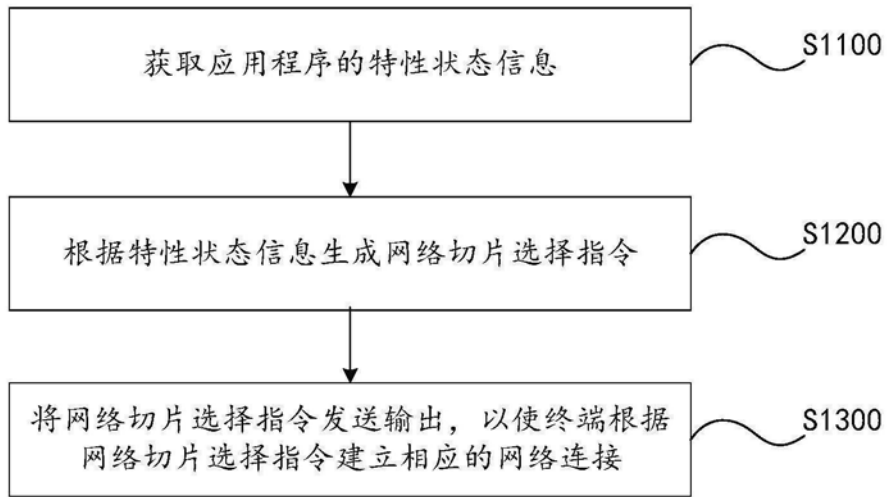 获取应用程序的特性状态信息
S1100
根据特性状态信息生成网络切片选择指令
S1200
将网络切片选择指令发送输出，以使终端根据
网络切片选择指令建立相应的网络连接
S1300